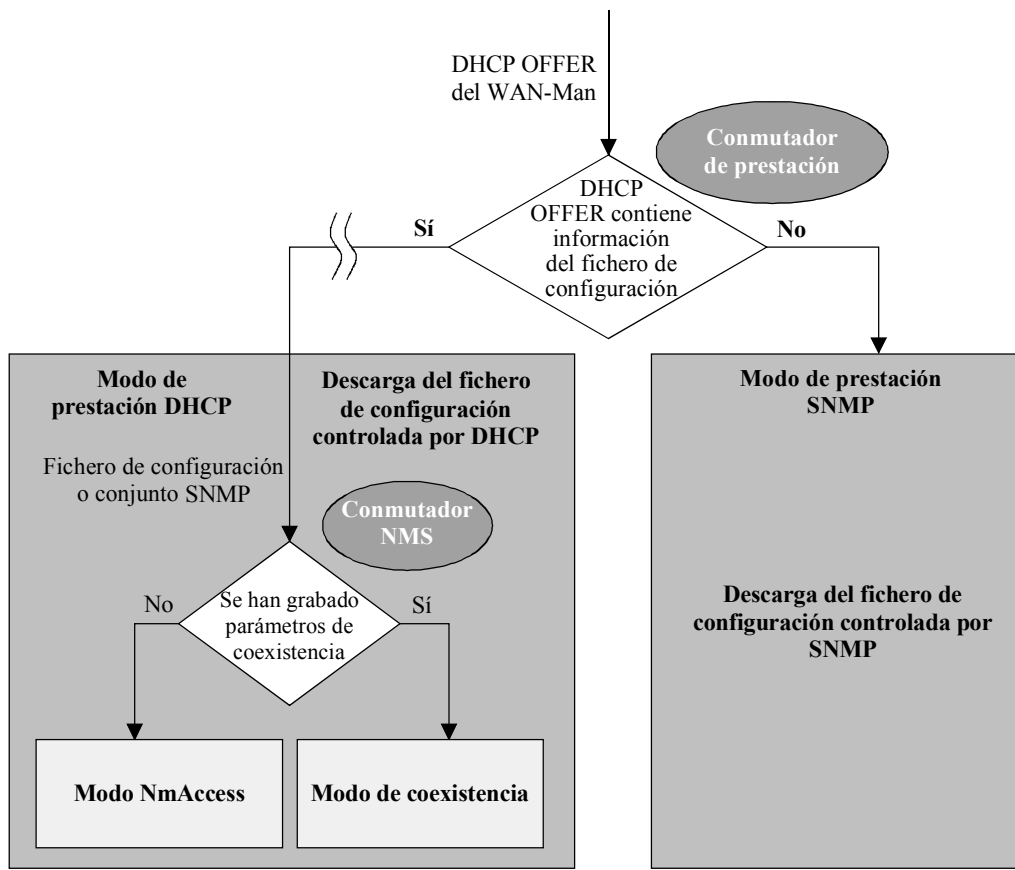 DHCP OFFER
del WAN-Man
Conmutador
de prestación
DHCP
OFFER contiene
información
del fichero de
configuración
Sí
No
Modo de
prestación DHCP
Descarga del fichero
de configuración
controlada por DHCP
Fichero de configuración
o conjunto SNMP
Conmutador
NMS
Se han grabado
parámetros de
coexistencia
No
Sí
Modo NmAccess
Modo de coexistencia
Modo de prestación
SNMP
Descarga del fichero de
configuración controlada por
SNMP